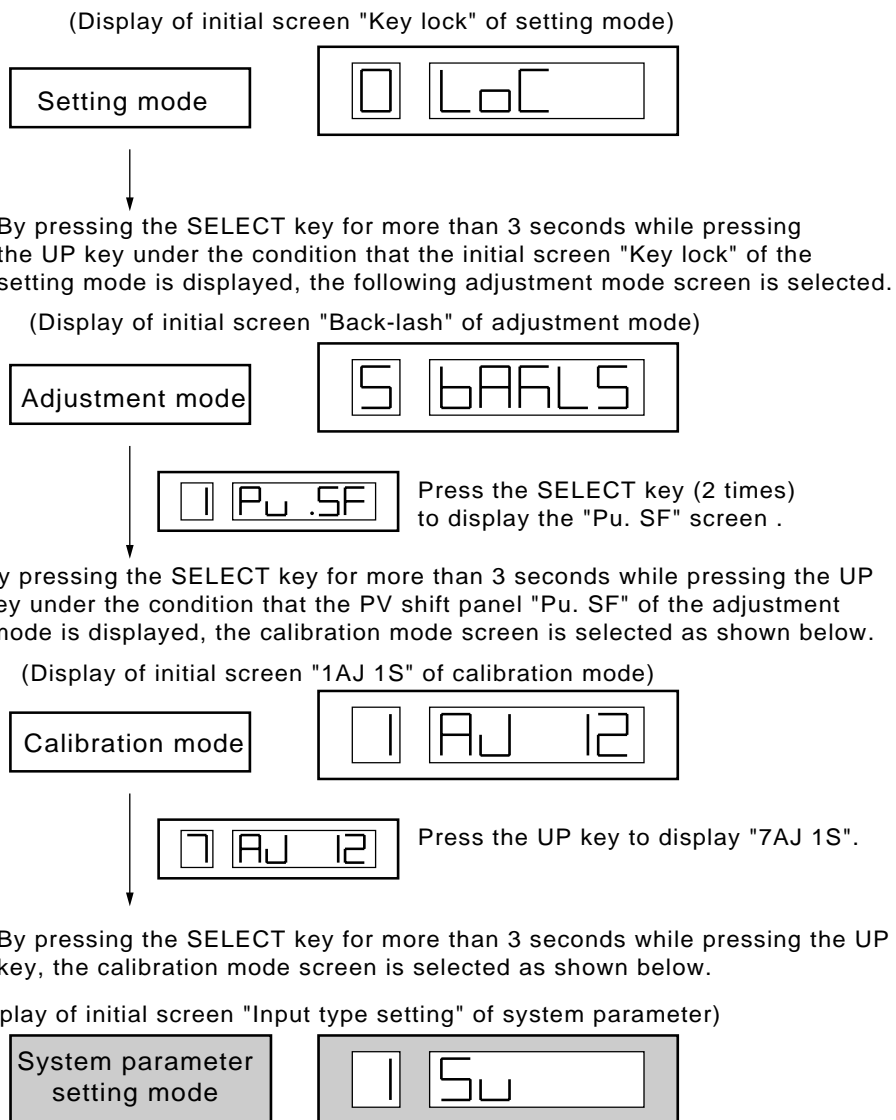 (Display of initial screen "Key lock" of setting mode)
Setting mode
0 LoC
By pressing the SELECT key for more than 3 seconds while pressing
the UP key under the condition that the initial screen "Key lock" of the
setting mode is displayed, the following adjustment mode screen is selected.
(Display of initial screen "Back-lash" of adjustment mode)
Adjustment mode
5 bAKLS
1 Pu .SF
Press the SELECT key (2 times)
to display the "Pu. SF" screen .
y pressing the SELECT key for more than 3 seconds while pressing the UP
ey under the condition that the PV shift panel "Pu. SF" of the adjustment
mode is displayed, the calibration mode screen is selected as shown below.
(Display of initial screen "1AJ 1S" of calibration mode)
Calibration mode
1 AJ 12
7 AJ 12
Press the UP key to display "7AJ 1S".
By pressing the SELECT key for more than 3 seconds while pressing the UP
key, the calibration mode screen is selected as shown below.
play of initial screen "Input type setting" of system parameter)
System parameter
setting mode
1 Su